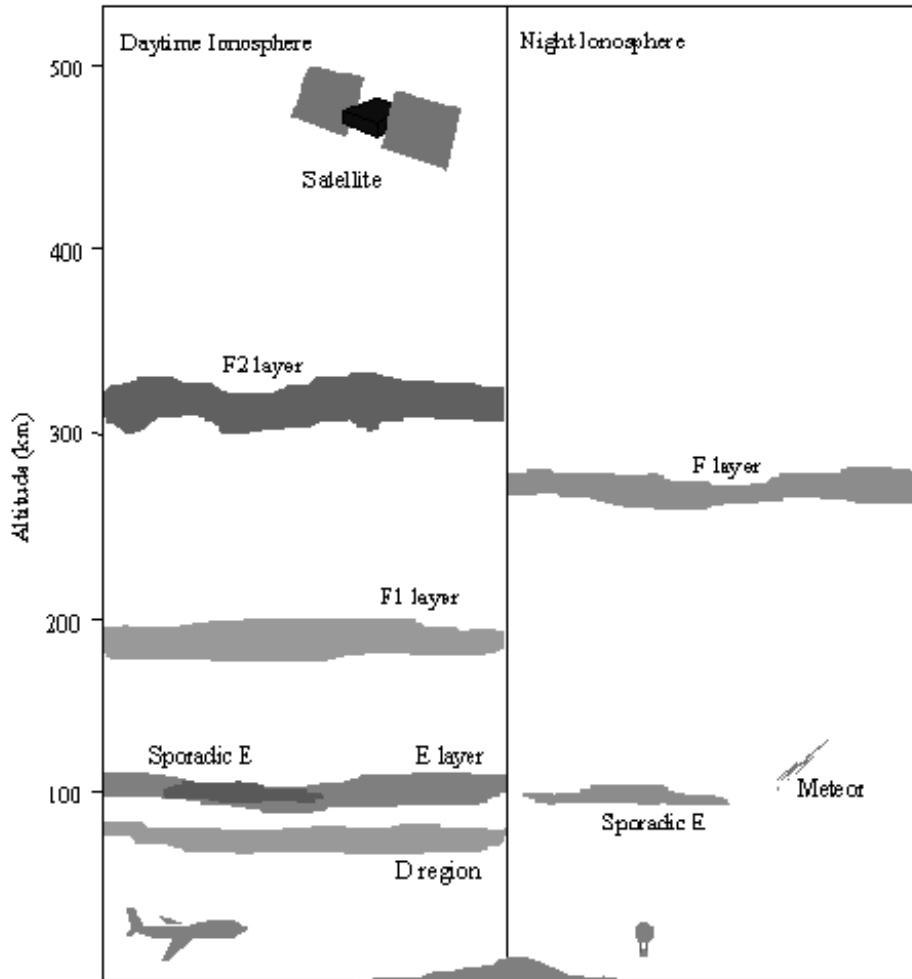 Daytime Ionosphere
Night Ionosphere
500
Satellite
400
F2 layer
Altitude (km)
300
F layer
F1 layer
200
Sporadic E
E layer
100
Meteor
Sporadic E
D region